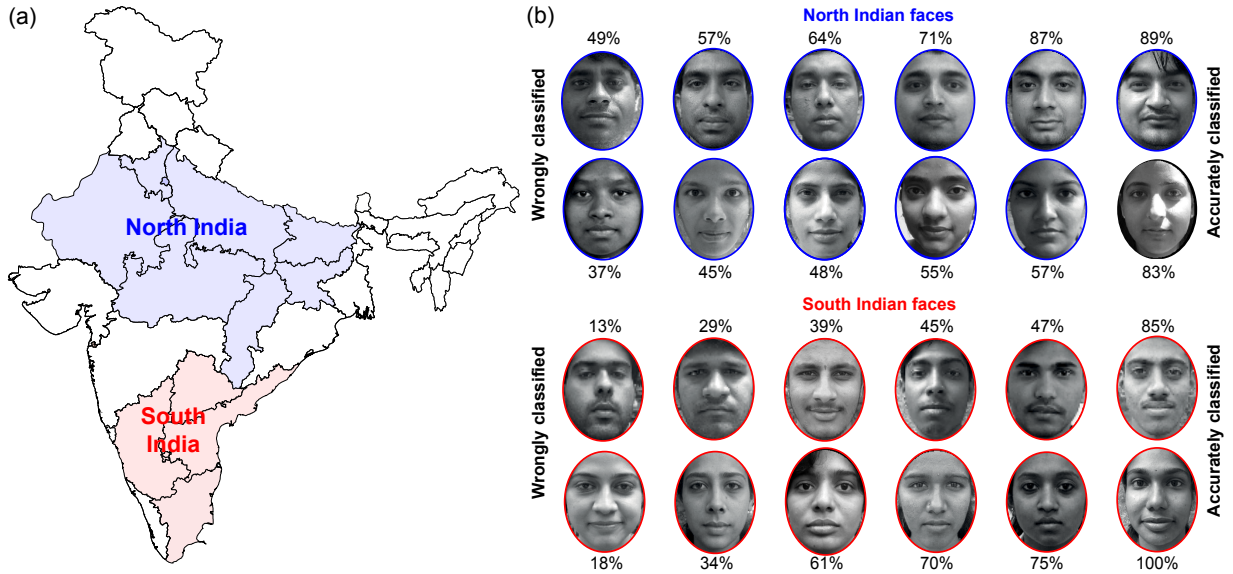 (a)
North India
South
India
(b)
North Indian faces
49% 57% 64% 71% 87% 89%
Wrongly classified
Accurately classified
37% 45% 48% 55% 57% 83%
South Indian faces
13% 29% 39% 45% 47% 85%
Wrongly classified
Accurately classified
18% 34% 61% 70% 75% 100%